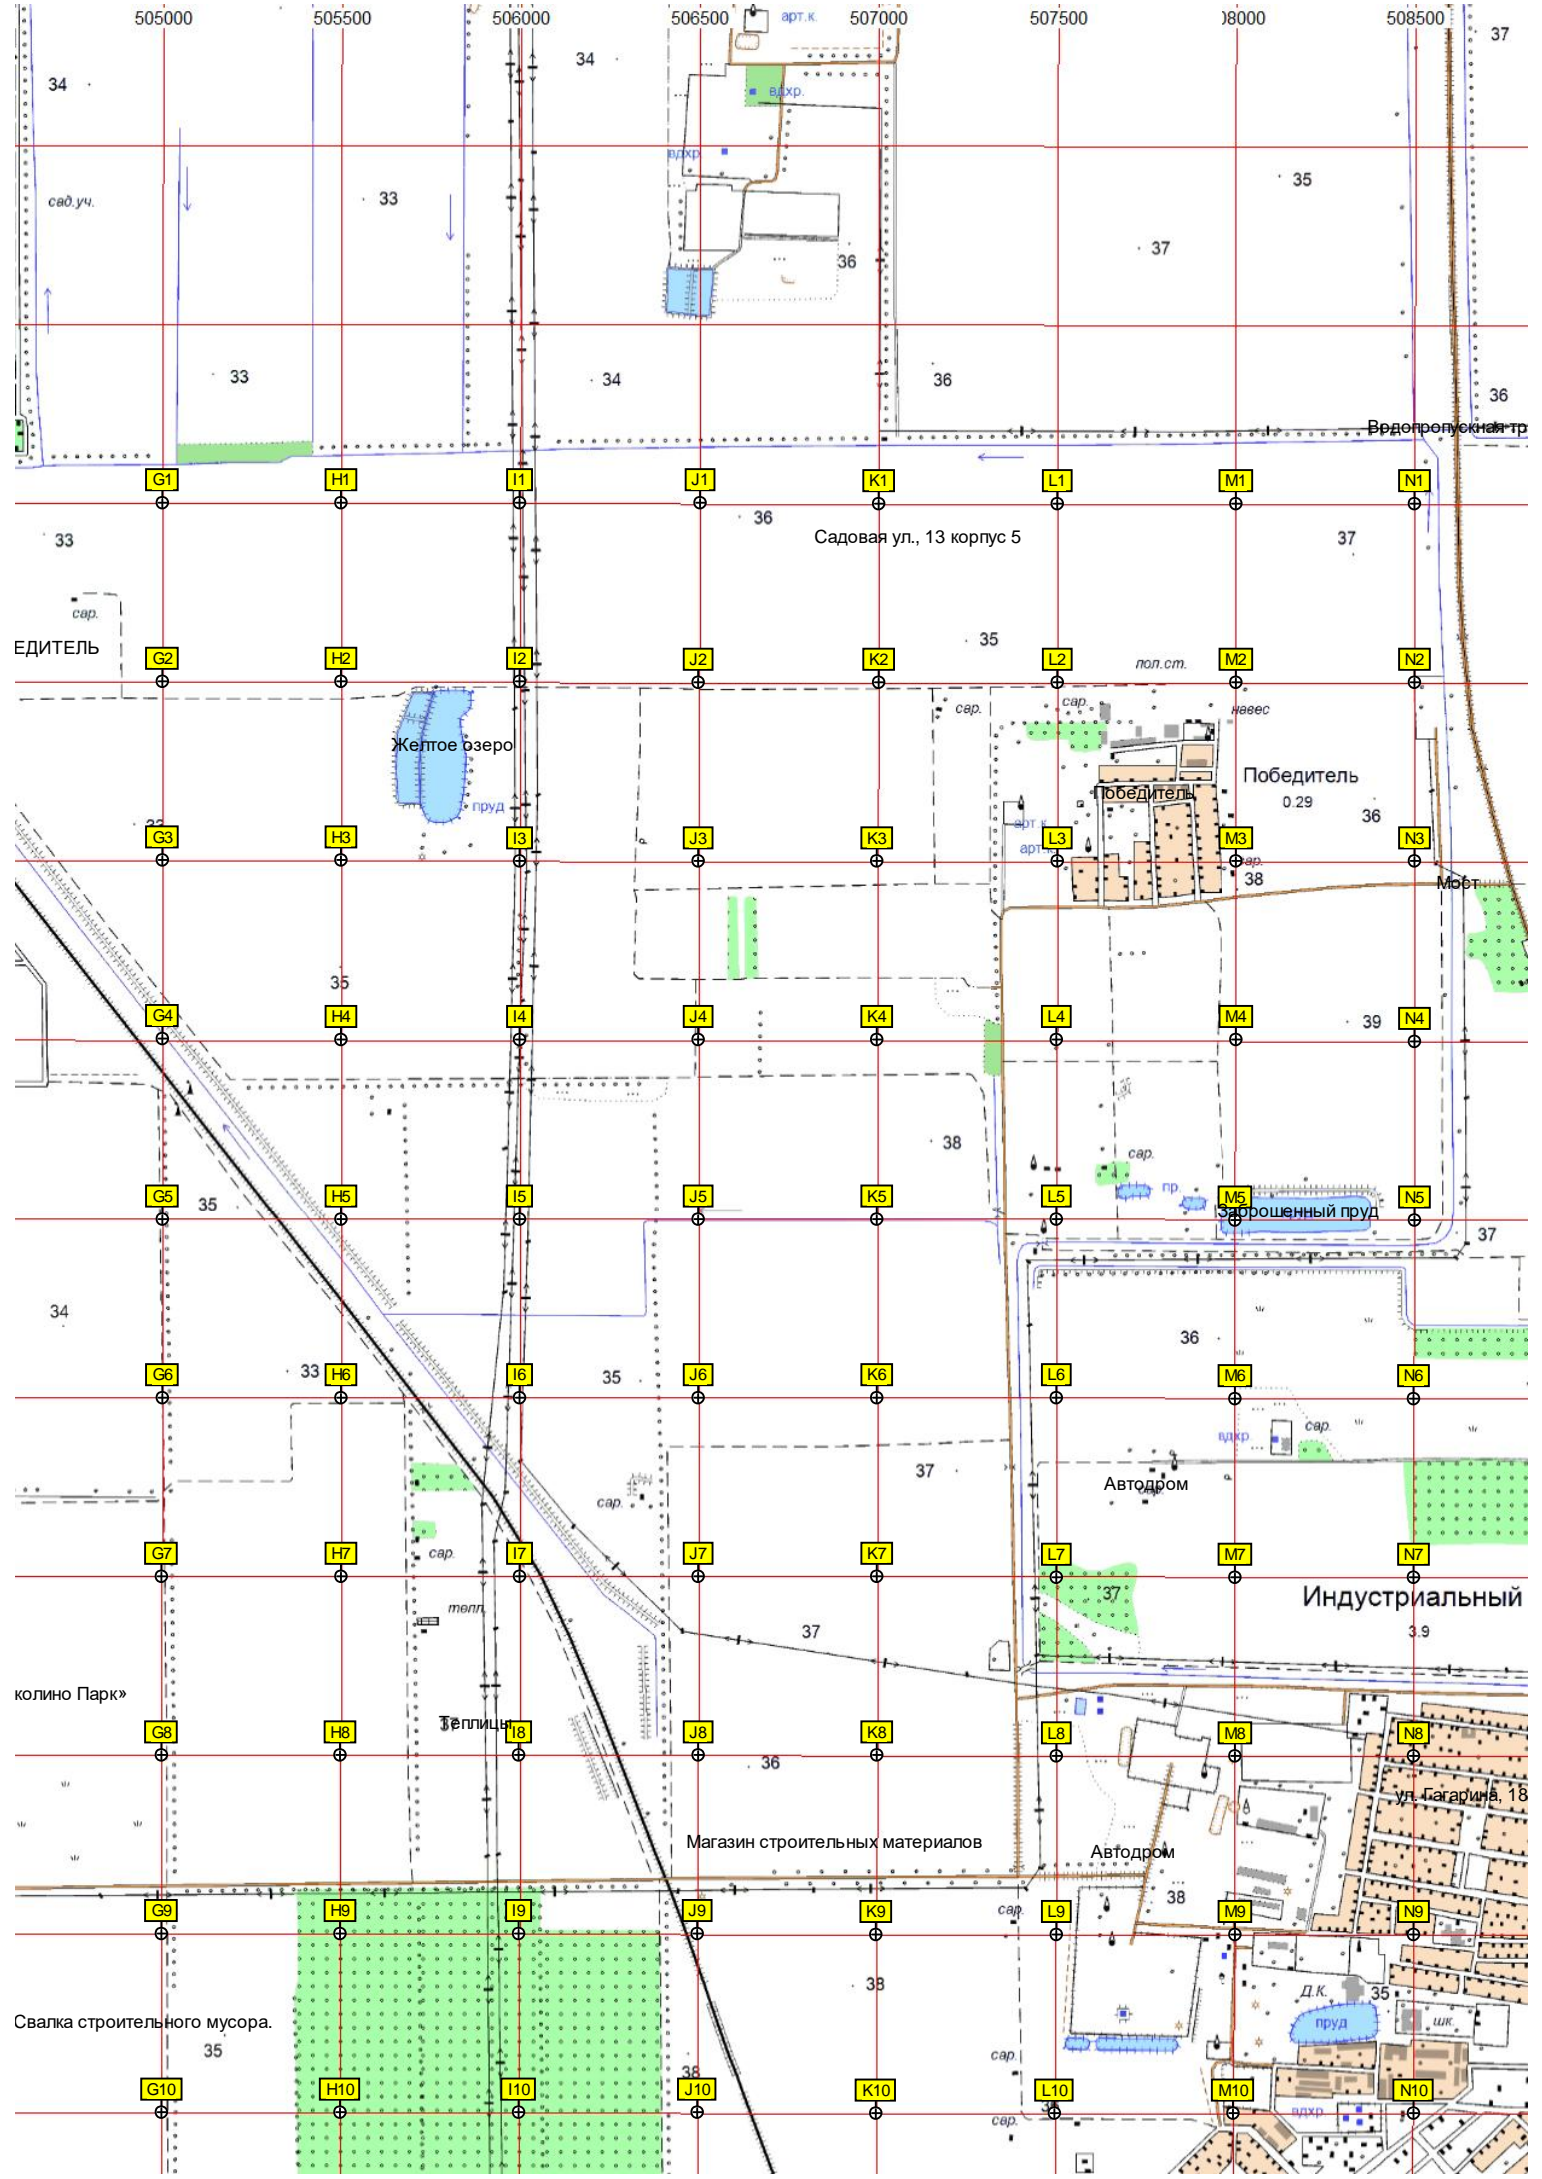 505000 505500 506000 506500 507000 507500 508500
арт.к.
37
34
34
вдхр.
вдхр
35
33
сад.уч.
37
36
33
34
36
36
G1 H1 I1 J1 K1 L1 M1 N1
36
Садовая ул., 13 корпус 5
33
37
сар.
35
ЕДИТЕЛЬ
G2 H2 I2 J2 K2 L2 M2 N2
пол.ст.
сар.
сар.
навес
Желтое озеро
Победитель
0.29
Победитель
пруд
36
арт.к
G3 H3 I3 J3 K3 L3 M3 N3
38
Мост
35
G4 H4 I4 J4 K4 L4 M4 N4
39
38
сар.
пр.
G5 H5 I5 J5 K5 L5 M5 N5
35
Заброшенный пруд
37
34
36
33
35
G6 H6 I6 J6 K6 L6 M6 N6
сар.
вдхр
37
Автодром
сар.
G7 H7 I7 J7 K7 L7 M7 N7
сар.
37
Индустриальный
тепл.
37
3.9
колино Парк»
Теплицы
G8 H8 I8 J8 K8 L8 M8 N8
36
ул. Гагарина, 18
Магазин строительных материалов
Автодром
38
G9 H9 I9 J9 K9 L9 M9 N9
сар.
38
Д.К.
35
Свалка строительного мусора.
пруд
шк.
35
сар.
38
G10 H10 I10 J10 K10 L10 M10 N10
сар.
вдхр